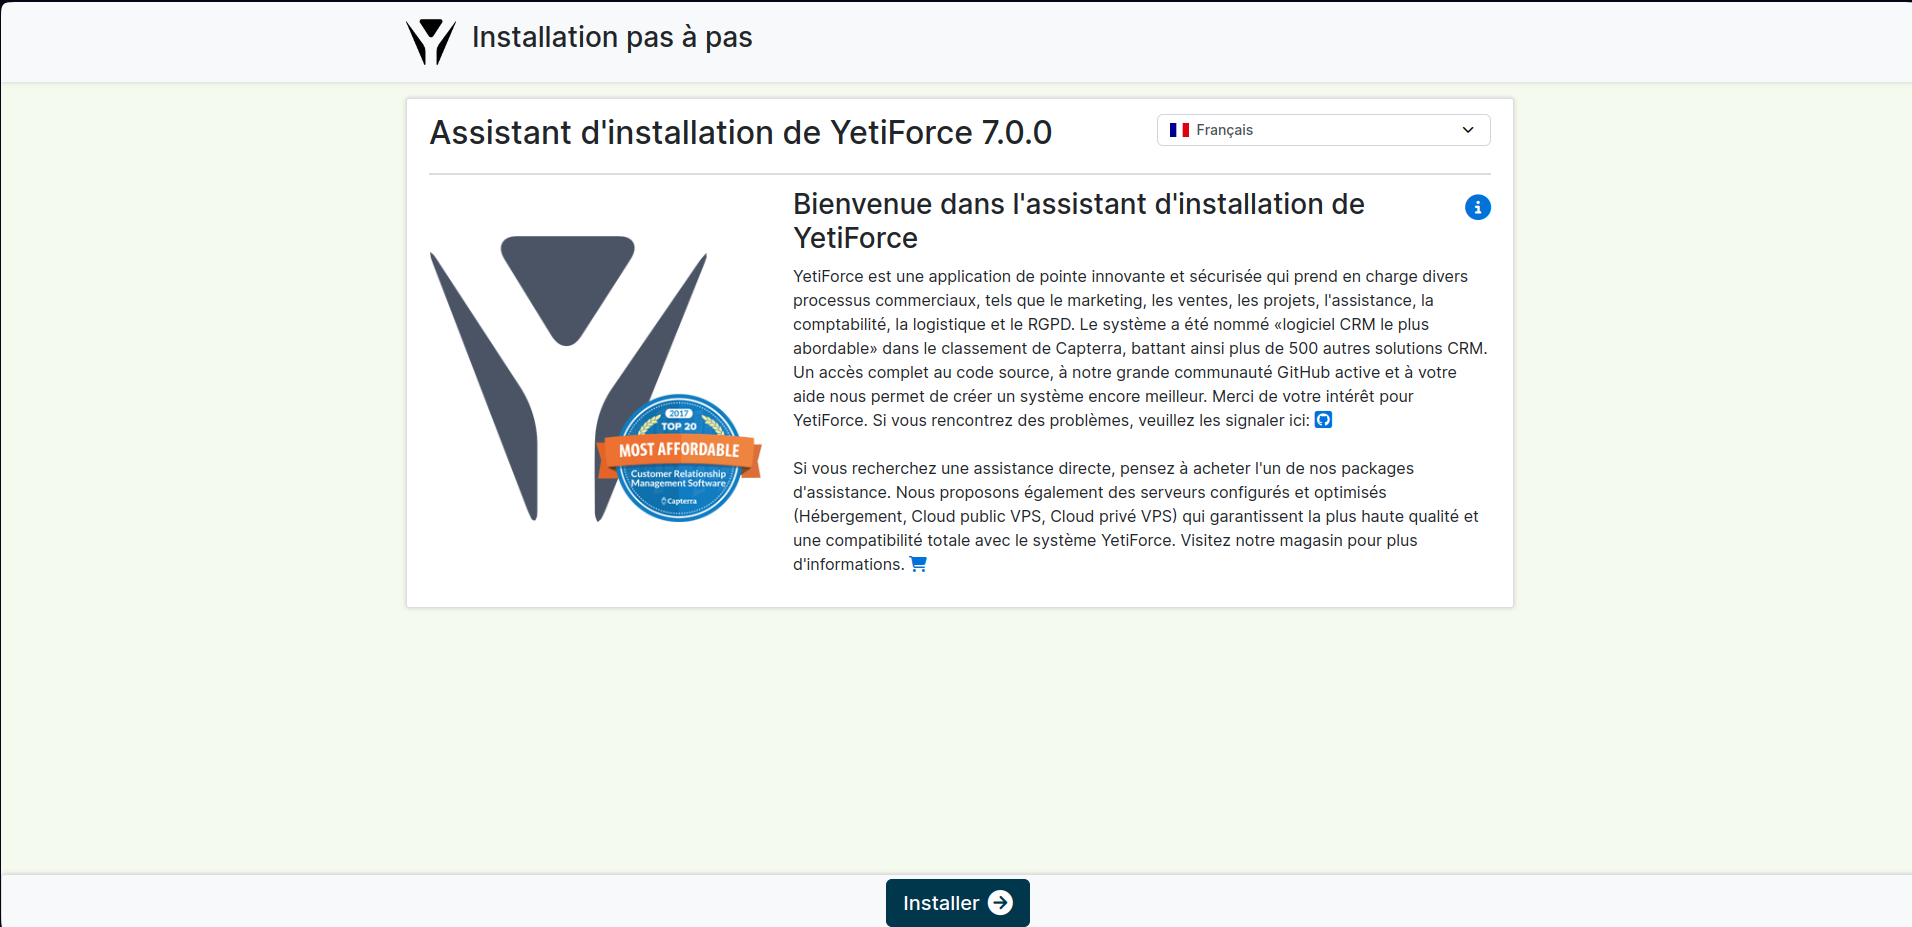 Installation pas à pas
Assistant d'installation de YetiForce 7.0.0
Français
Bienvenue dans l'assistant d'installation de
YetiForce
YetiForce est une application de pointe innovante et sécurisée qui prend en charge divers
processus commerciaux, tels que le marketing, les ventes, les projets, l'assistance, la
comptabilité, la logistique et le RGPD. Le système a été nommé «logiciel CRM le plus
abordable» dans le classement de Capterra, battant ainsi plus de 500 autres solutions CRM.
Un accès complet au code source, à notre grande communauté GitHub active et à votre
aide nous permet de créer un système encore meilleur. Merci de votre intérêt pour
YetiForce. Si vous rencontrez des problèmes, veuillez les signaler ici:
Si vous recherchez une assistance directe, pensez à acheter l'un de nos packages
d'assistance. Nous proposons également des serveurs configurés et optimisés
(Hébergement, Cloud public VPS, Cloud privé VPS) qui garantissent la plus haute qualité et
une compatibilité totale avec le système YetiForce. Visitez notre magasin pour plus
d'informations.
2017
TOP 20
MOST AFFORDABLE
Customer Relationship
Management Software
Capterra
Installer